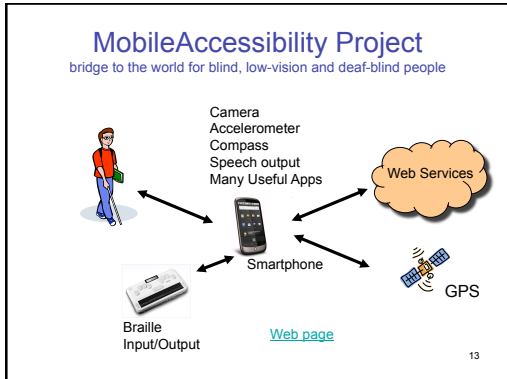 MobileAccessibility Project
bridge to the world for blind, low-vision and deaf-blind people
Camera
Accelerometer
Compass
Speech output
Many Useful Apps
Web Services
Smartphone
GPS
Braille
Input/Output
Web page
13